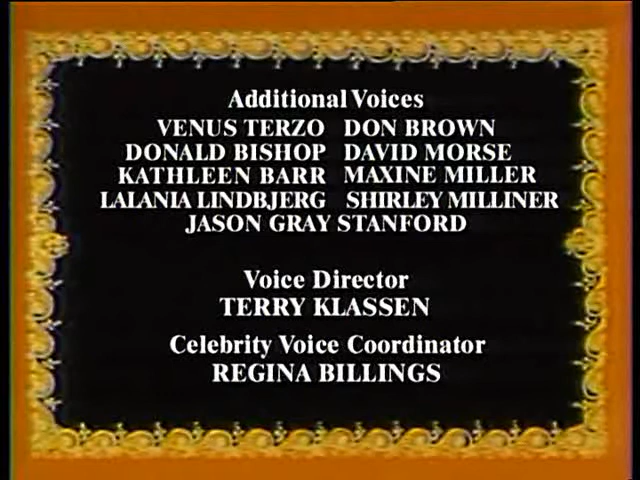 Additional Voices
VENUS TERZO DON BROWN
DONALD BISHOP DAVID MORSE
KATHLEEN BARR MAXINE MILLER
LALANIA LINDBJERG SHIRLEY MILLINER
JASON GRAY STANFORD
Voice Director
TERRY KLASSEN
Celebrity Voice Coordinator
REGINA BILLINGS